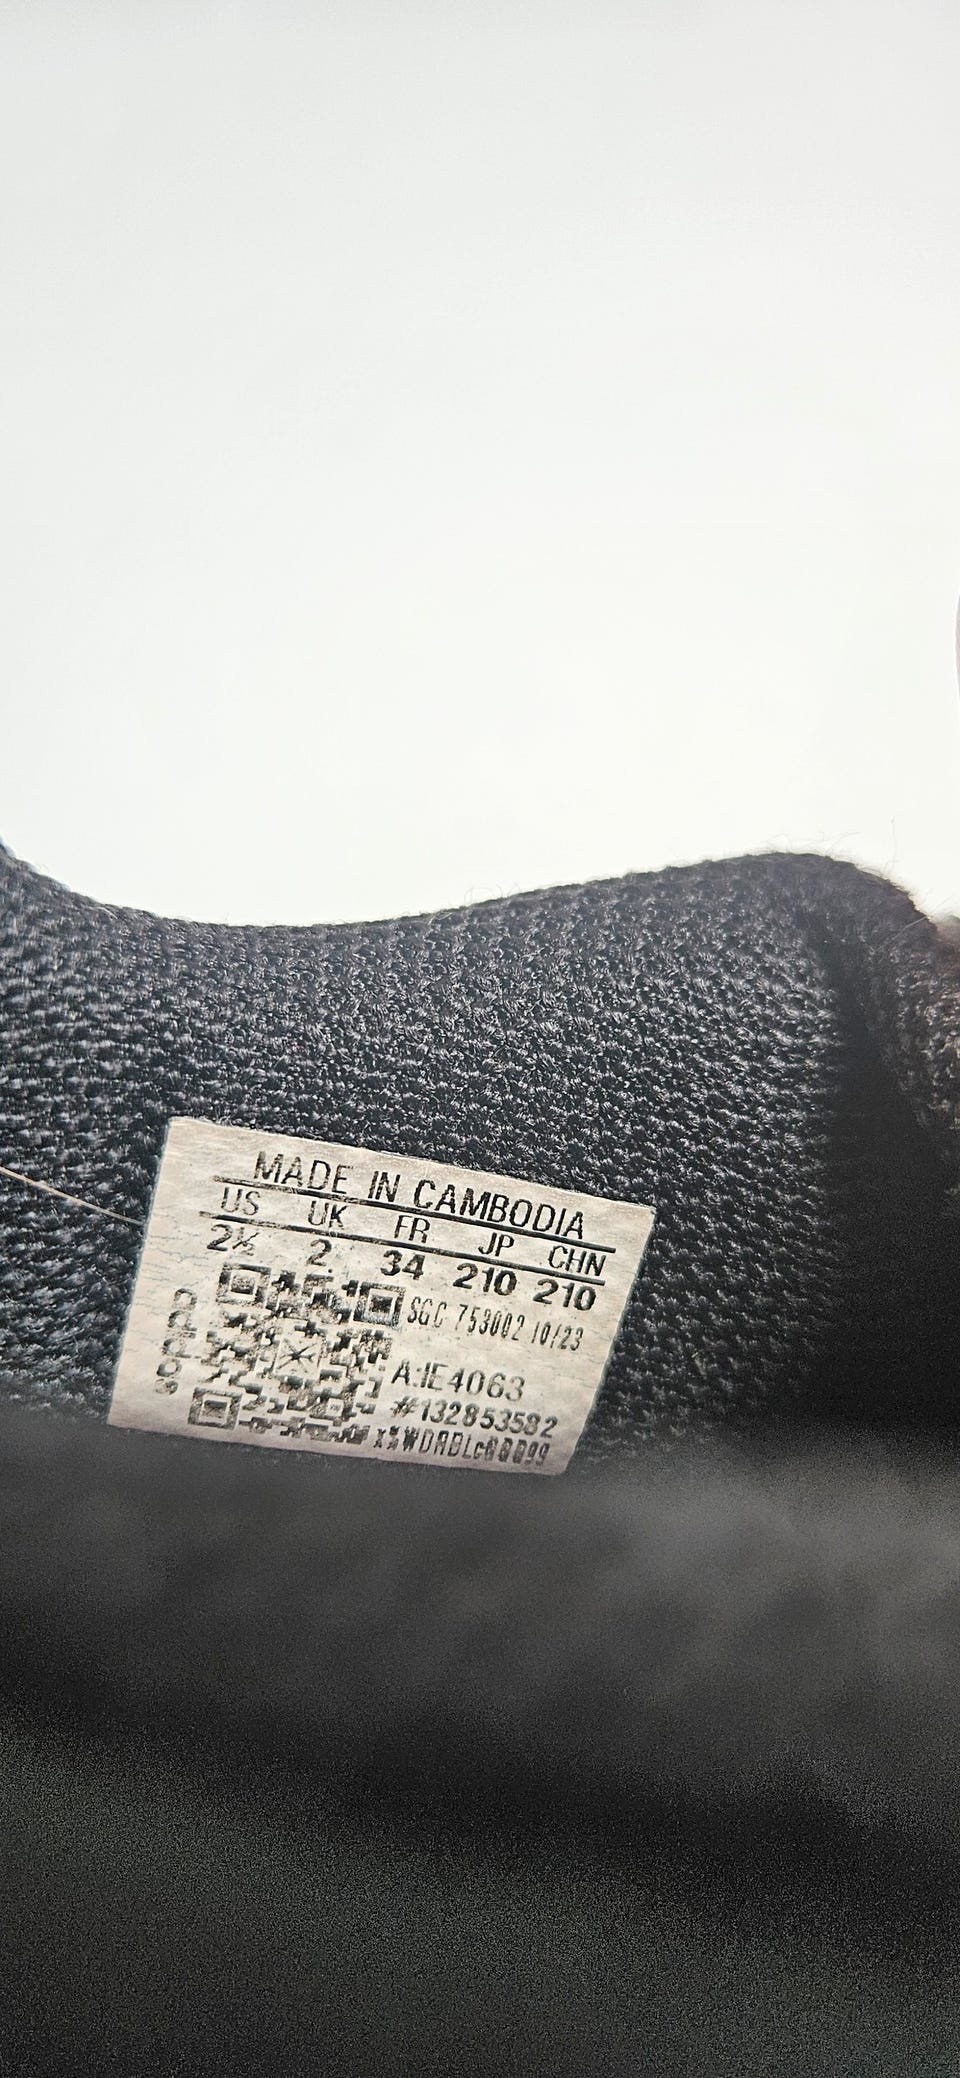 MADE IN CAMBODIA
US UK FR JP CHN
2½ 2 34 210 210
SGC 753002 10/23
A:IE4063
#132853582